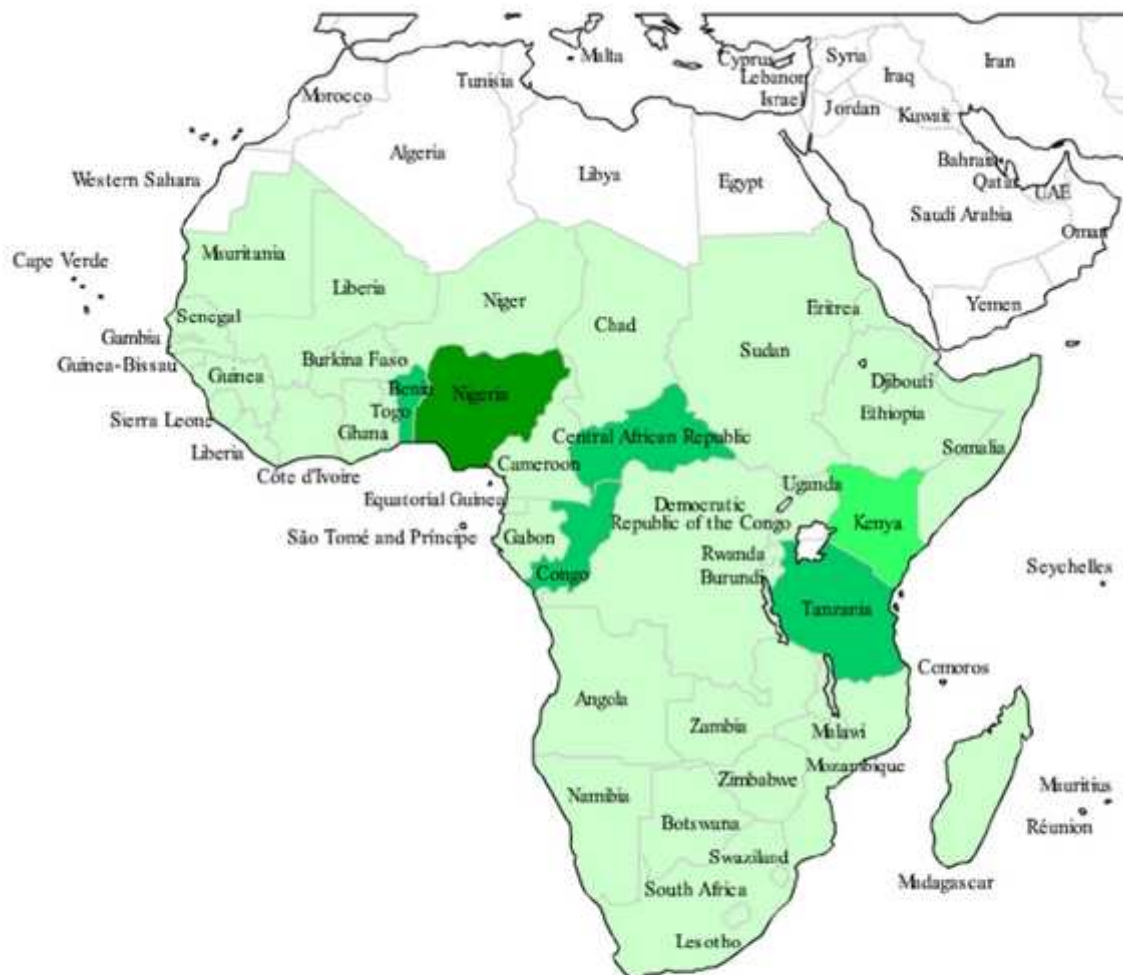 Malta
Cyprus
Syria
Iran
Tunisia
Lebanon
Iraq
Israel
Morocco
Jordan
Kuwait
Algeria
Bahrain
Western Sahara
Libya
Egypt
Qatar
UAE
Saudi Arabia
Oman
Mauritania
Cape Verde
Liberia
Niger
Yemen
Eritrea
Senegal
Chad
Gambia
Sudan
Burkina Faso
Guinea-Bissau
Guinea
Djibouti
Benin
Nigeria
Togo
Ethiopia
Sierra Leone
Ghana
Central African Republic
Liberia
Somalia
Côte d'Ivoire
Cameroon
Uganda
Equatorial Guinea
Democratic
Republic of the Congo
Kenya
São Tomé and Príncipe
Gabon
Rwanda
Seychelles
Congo
Burundi
Tanzania
Comoros
Angola
Zambia
Malawi
Mozambique
Zimbabwe
Mauritius
Namibia
Botswana
Réunion
Swaziland
South Africa
Madagascar
Lesotho